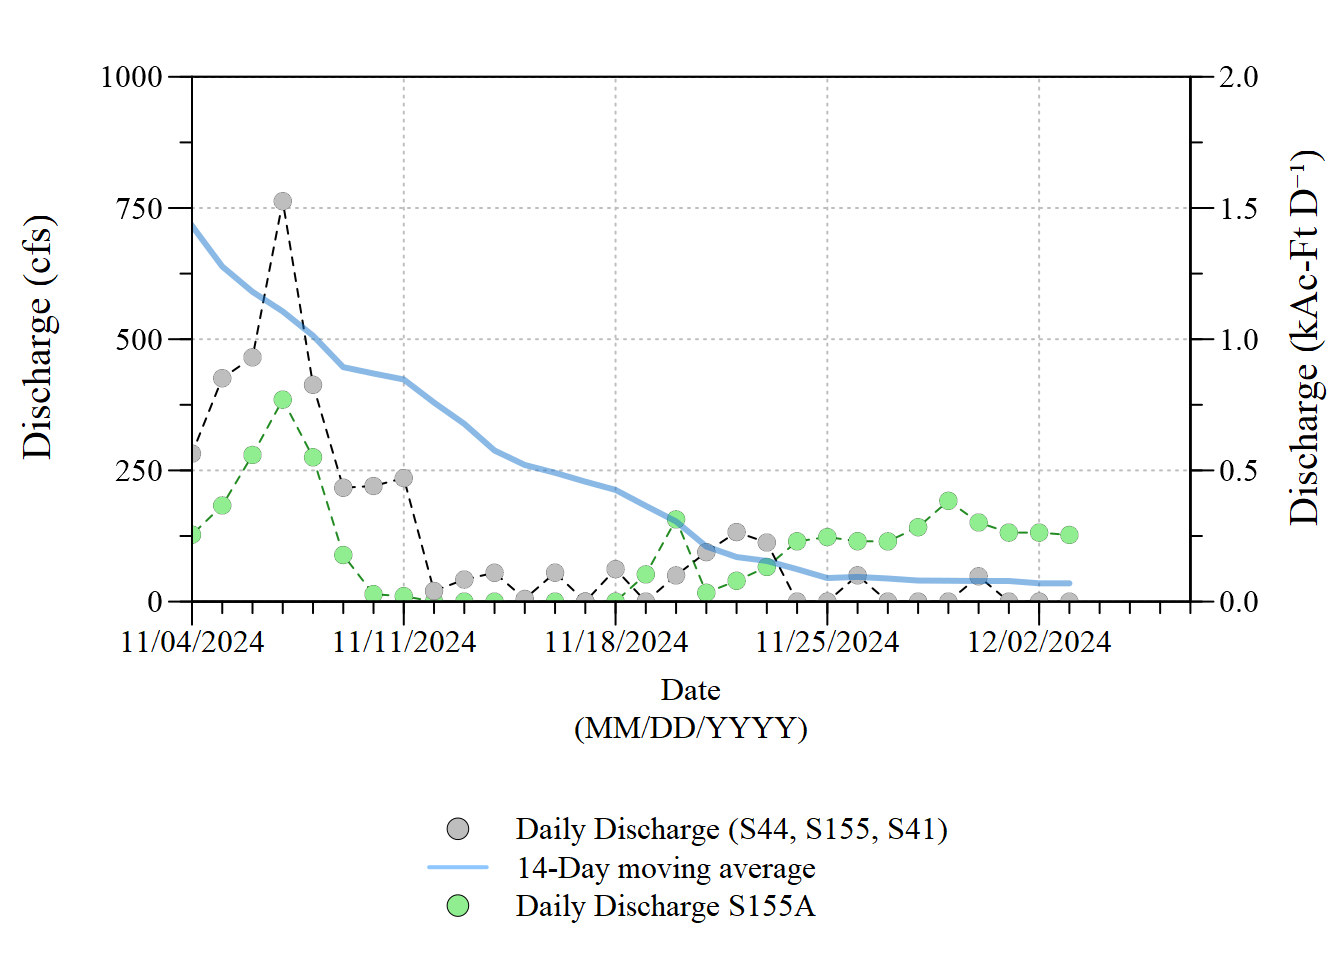 Discharge (cfs)
1000
750
500
250
0
2.0
1.5
1.0
0.5
0.0
Discharge (kAc-Ft D⁻¹)
11/04/2024 11/11/2024 11/18/2024 11/25/2024 12/02/2024
Date
(MM/DD/YYYY)
Daily Discharge (S44, S155, S41)
14-Day moving average
Daily Discharge S155A